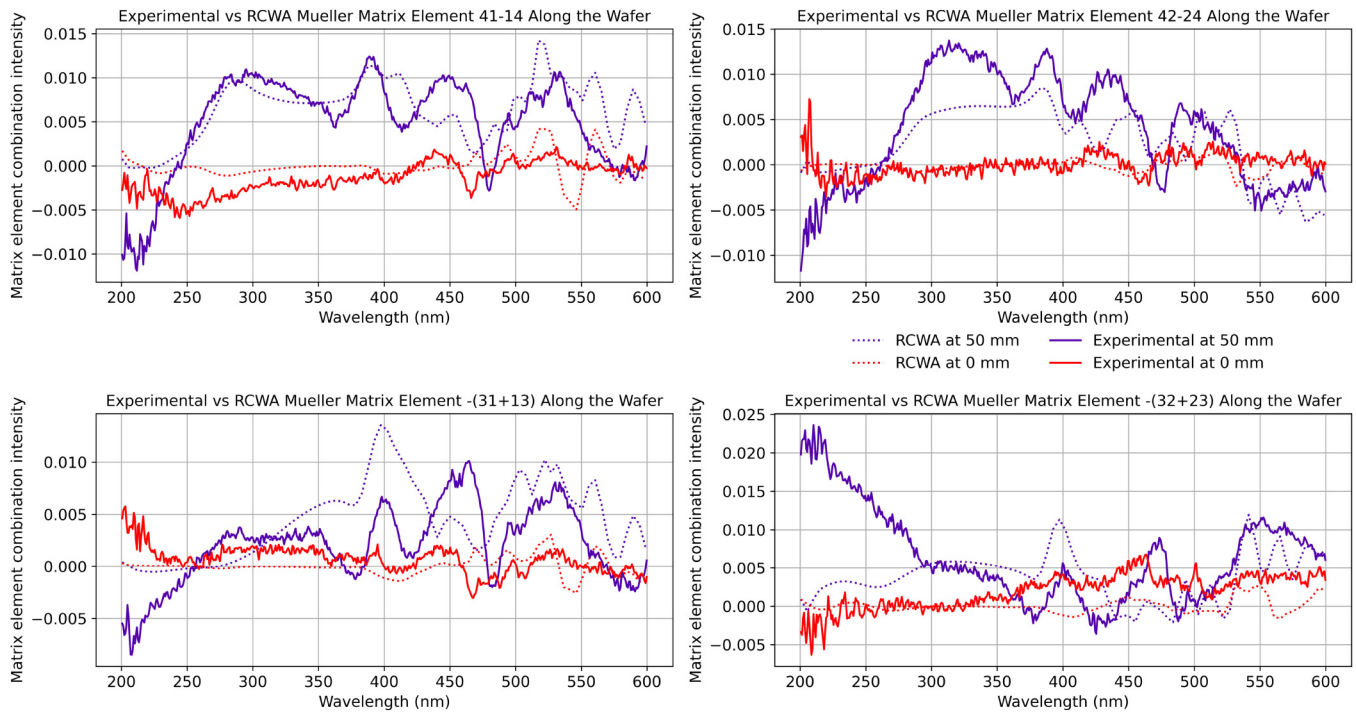 Experimental vs RCWA Mueller Matrix Element 41-14 Along the Wafer
Matrix element combination intensity
0.015
0.010
0.005
0.000
−0.005
−0.010
200 250 300 350 400 450 500 550 600
Wavelength (nm)
Experimental vs RCWA Mueller Matrix Element 42-24 Along the Wafer
Matrix element combination intensity
0.015
0.010
0.005
0.000
−0.005
−0.010
200 250 300 350 400 450 500 550 600
Wavelength (nm)
RCWA at 50 mm Experimental at 50 mm
RCWA at 0 mm Experimental at 0 mm
Experimental vs RCWA Mueller Matrix Element -(31+13) Along the Wafer
Matrix element combination intensity
0.010
0.005
0.000
−0.005
200 250 300 350 400 450 500 550 600
Wavelength (nm)
Experimental vs RCWA Mueller Matrix Element -(32+23) Along the Wafer
Matrix element combination intensity
0.025
0.020
0.015
0.010
0.005
0.000
−0.005
200 250 300 350 400 450 500 550 600
Wavelength (nm)